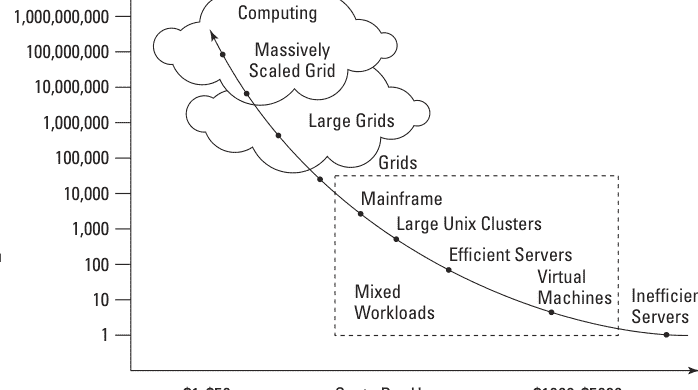 1,000,000,000
100,000,000
10,000,000
1,000,000
100,000
10,000
1,000
100
10
1
Computing
Massively
Scaled Grid
Large Grids
Grids
Mainframe
Large Unix Clusters
Efficient Servers
Virtual
Machines
Mixed
Workloads
Servers